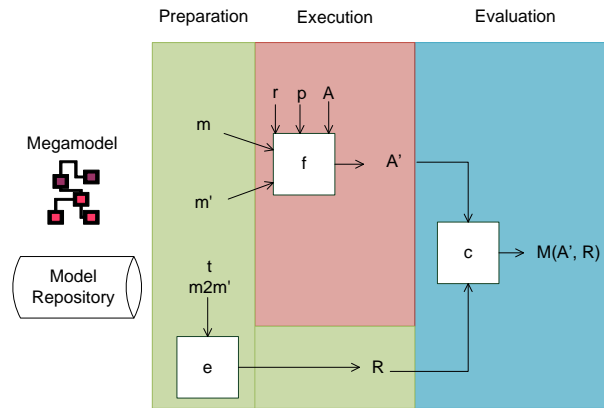 Preparation
Execution
Evaluation
r
p
A
m
Megamodel
f
A'
m'
Model
Repository
t
m2m'
c
M(A', R)
e
R